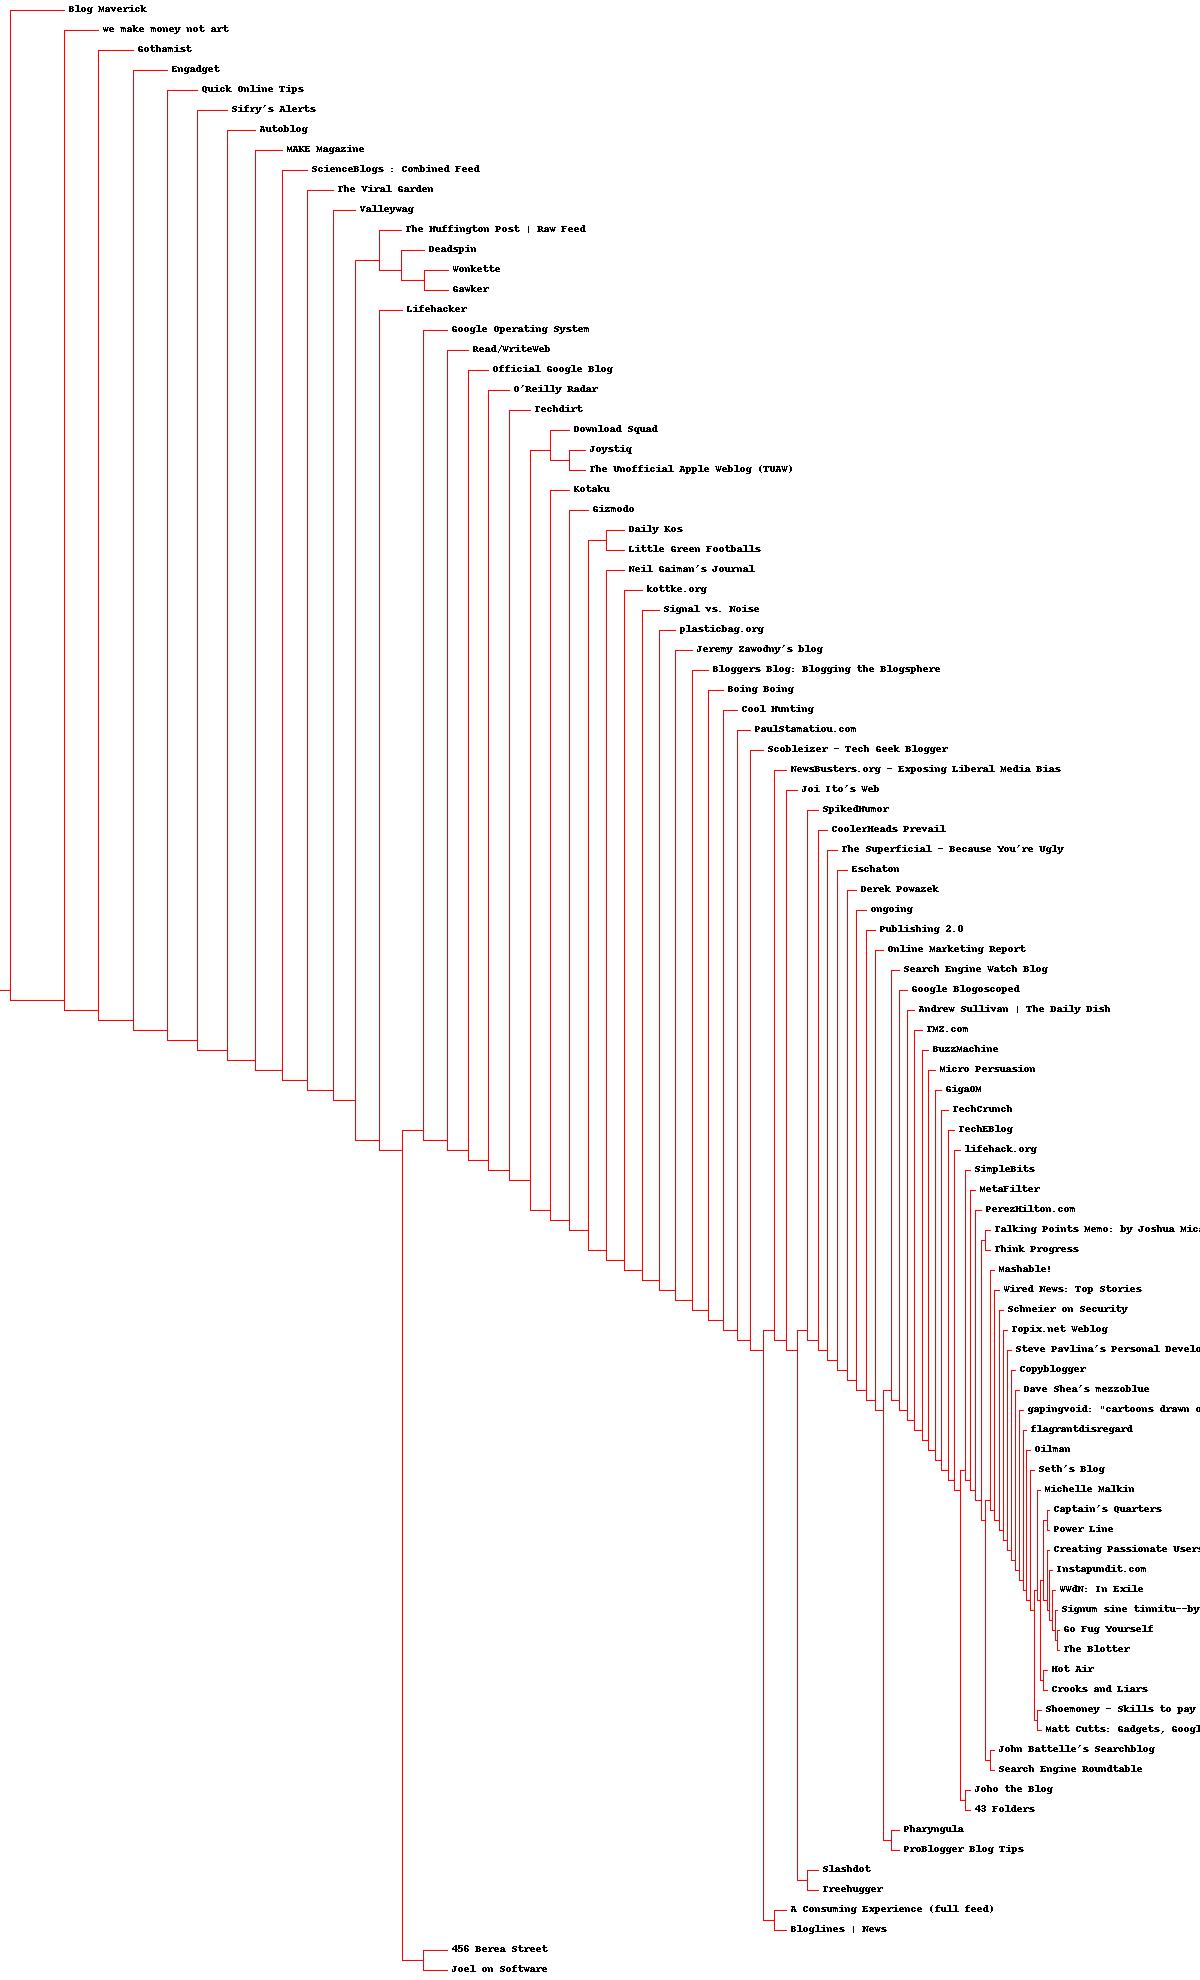 Blog Maverick
we make money not art
Gothamist
Engadget
Quick Online Tips
Sifry's Alerts
Autoblog
MAKE Magazine
ScienceBlogs : Combined Feed
The Viral Garden
Valleywag
The Huffington Post | Raw Feed
Deadspin
Wonkette
Gawker
Lifehacker
Google Operating System
Read/WriteWeb
Official Google Blog
O'Reilly Radar
Techdirt
Download Squad
Joystiq
The Unofficial Apple Weblog (TUAW)
Kotaku
Gizmodo
Daily Kos
Little Green Footballs
Neil Gaiman's Journal
kottke.org
Signal vs. Noise
plasticbag.org
Jeremy Zawodny's blog
Bloggers Blog: Blogging the Blogsphere
Boing Boing
Cool Hunting
PaulStamatiou.com
Scobleizer - Tech Geek Blogger
NewsBusters.org - Exposing Liberal Media Bias
Joi Ito's Web
SpikedHumor
CoolerHeads Prevail
The Superficial - Because You're Ugly
Eschaton
Derek Powazek
ongoing
Publishing 2.0
Online Marketing Report
Search Engine Watch Blog
Google Blogoscoped
Andrew Sullivan | The Daily Dish
TMZ.com
BuzzMachine
Micro Persuasion
GigaOM
TechCrunch
TechEBlog
lifehack.org
SimpleBits
MetaFilter
PerezHilton.com
Talking Points Memo: by Joshua Mic
Think Progress
Mashable!
Wired News: Top Stories
Schneier on Security
Topix.net Weblog
Steve Pavlina's Personal Develo
Copyblogger
Dave Shea's mezzoblue
gapingvoid: "cartoons drawn o
flagrantdisregard
Oilman
Seth's Blog
Michelle Malkin
Captain's Quarters
Power Line
Creating Passionate Users
Instapundit.com
WWdN: In Exile
Signum sine tinnitu--by
Go Fug Yourself
The Blotter
Hot Air
Crooks and Liars
Shoemoney - Skills to pay
Matt Cutts: Gadgets, Googl
John Battelle's Searchblog
Search Engine Roundtable
Joho the Blog
43 Folders
Pharyngula
ProBlogger Blog Tips
Slashdot
Treehugger
A Consuming Experience (full feed)
Bloglines | News
456 Berea Street
Joel on Software